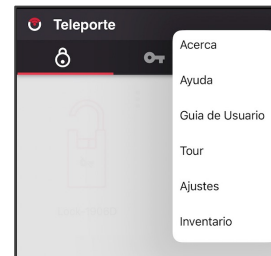 Teleporte
Acerca
Ayuda
Guia de Usuario
Tour
Ajustes
Inventario